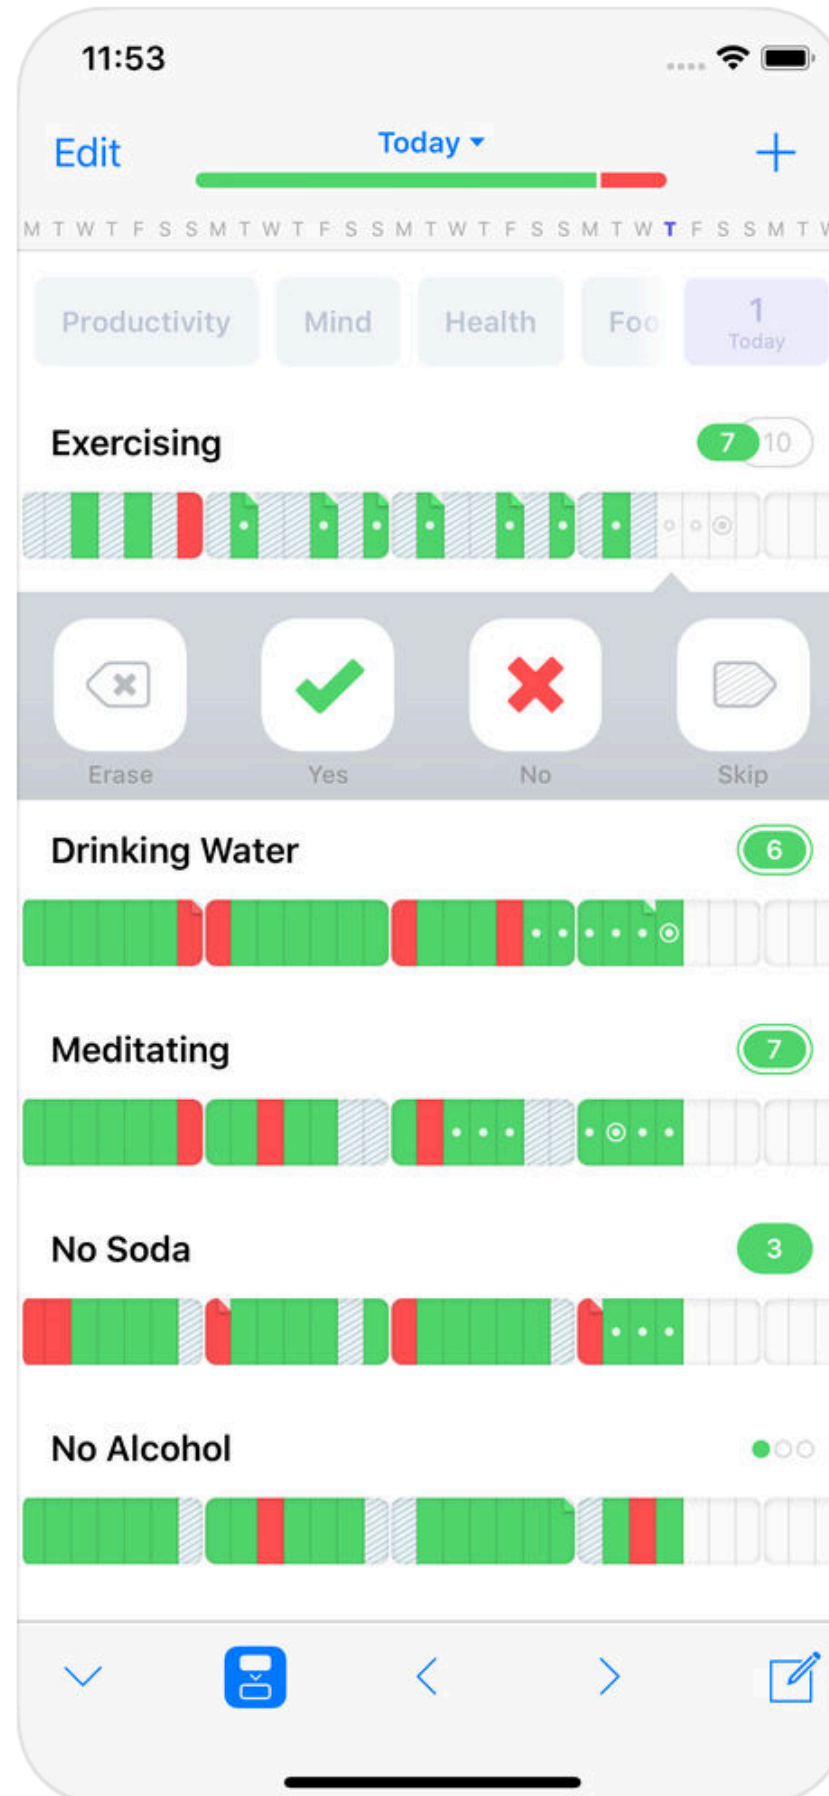 11:53
Edit
Today
M T W T F S S M T W T F S S M T W T F S S M T W T F S S M T
Productivity
Mind
Health
1
Today
Exercising
7
10
Erase
Yes
No
Skip
Drinking Water
6
Meditating
7
No Soda
3
No Alcohol